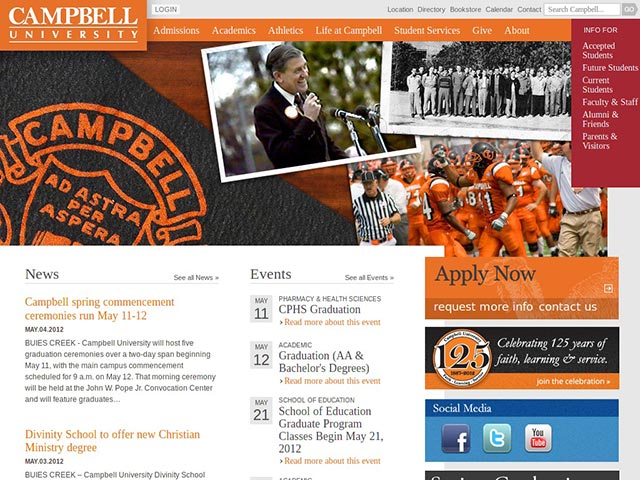 CAMPBELL
UNIVERSITY
LOGIN
Location Directory Bookstore Calendar Contact
Search Campbell...
GO
Admissions Academics Athletics Life at Campbell Student Services Give About
INFO FOR
Accepted
Students
Future Students
Current
Students
Faculty & Staff
Alumni &
Friends
Parents &
Visitors
CAMPBELL
AD ASTRA
PER
ASPERA
News
See all News »
Campbell spring commencement
ceremonies run May 11-12
MAY.04.2012
BUIES CREEK - Campbell University will host five
graduation ceremonies over a two-day span beginning
May 11, with the main campus commencement
scheduled for 9 a.m. on May 12. That morning ceremony
will be held at the John W. Pope Jr. Convocation Center
and will feature graduates…
Divinity School to offer new Christian
Ministry degree
MAY.03.2012
BUIES CREEK – Campbell University Divinity School
Events
See all Events »
MAY
11
PHARMACY & HEALTH SCIENCES
CPHS Graduation
Read more about this event
MAY
12
ACADEMIC
Graduation (AA &
Bachelor's Degrees)
Read more about this event
MAY
21
SCHOOL OF EDUCATION
School of Education
Graduate Program
Classes Begin May 21,
2012
Read more about this event
ACADEMIC
Apply Now
request more info contact us
Campbell University
125
1887-2012
Celebrating 125 years of
faith, learning & service.
join the celebration »
Social Media
f
t
You
Tube